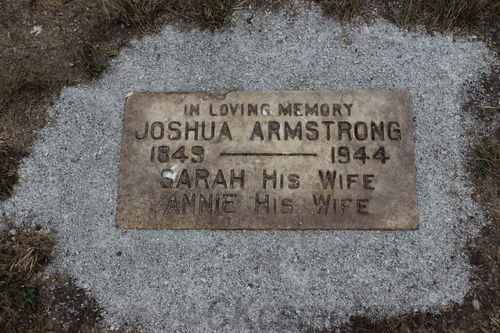 IN LOVING MEMORY
JOSHUA ARMSTRONG
1849 — 1944
SARAH HIS WIFE
ANNIE HIS WIFE